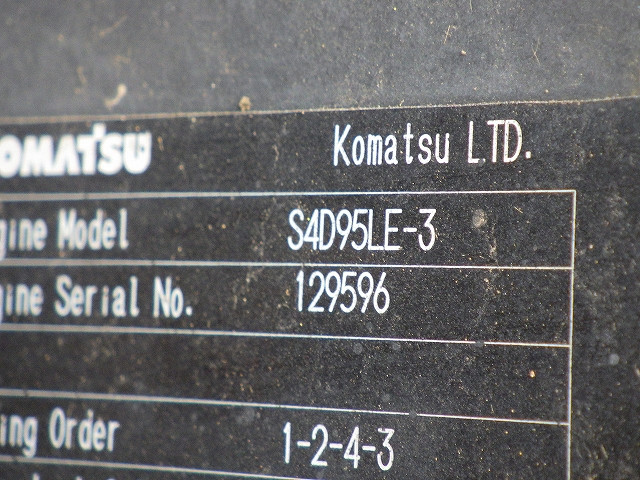 OMATSU Komatsu LTD.
gine Model S4D95LE-3
gine Serial No. 129596
ing Order 1-2-4-3